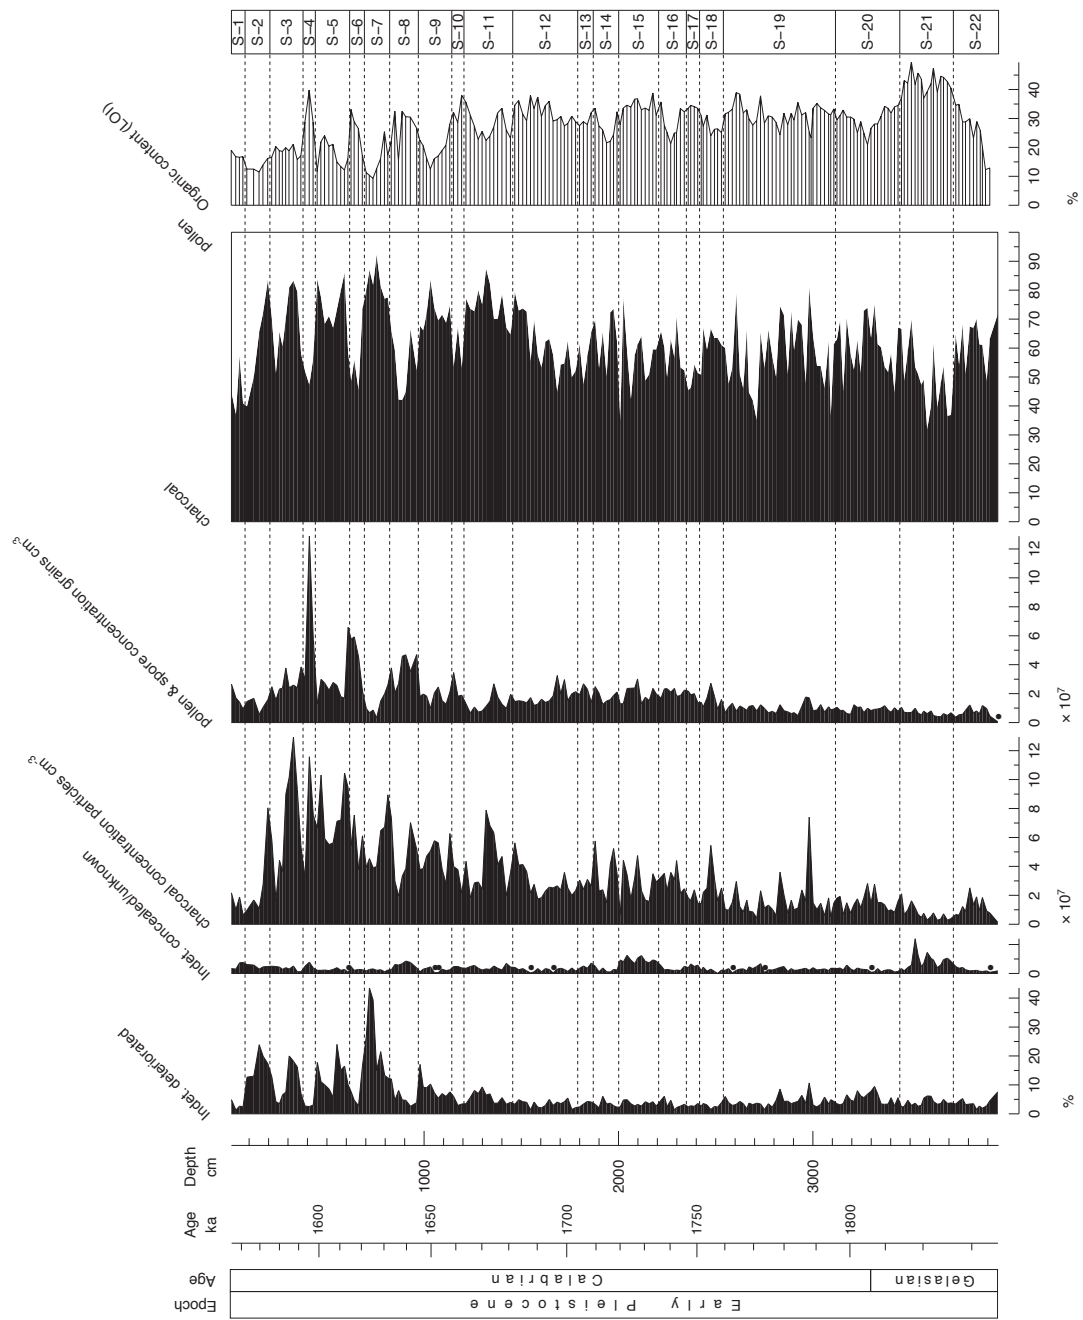 S-1
S-2
S-3
S-4
S-5
S-6
S-7
S-8
S-9
S-10
S-11
S-12
S-13
S-14
S-15
S-16
S-17
S-18
S-19
S-20
S-21
S-22
Organic content (LOI)
0 10 20 30 40
%
pollen
charcoal
0 10 20 30 40 50 60 70 80 90
pollen & spore concentration grains cm-3
0 2 4 6 8 10 12
× 10⁷
charcoal concentration particles cm-3
0 2 4 6 8 10 12
× 10⁷
Indet. concealed/unknown
0
Indet. deteriorated
0 10 20 30 40
%
Depth
cm
1000
2000
3000
Age
ka
1600
1650
1700
1750
1800
Age
Calabrian
Gelasian
Epoch
Early Pleistocene